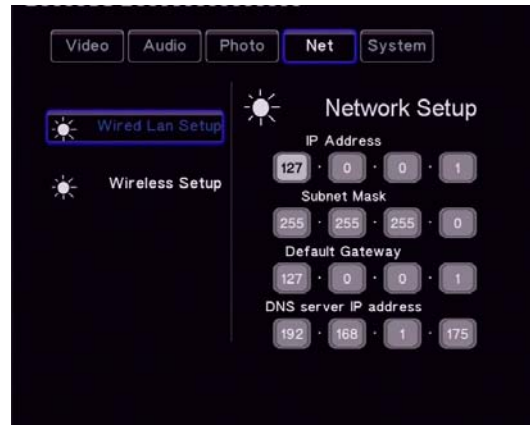 Video Audio Photo Net System
Network Setup
Wired Lan Setup
Wireless Setup
IP Address
127 · 0 · 0 · 1
Subnet Mask
255 · 255 · 255 · 0
Default Gateway
127 · 0 · 0 · 1
DNS server IP address
192 · 168 · 1 · 175